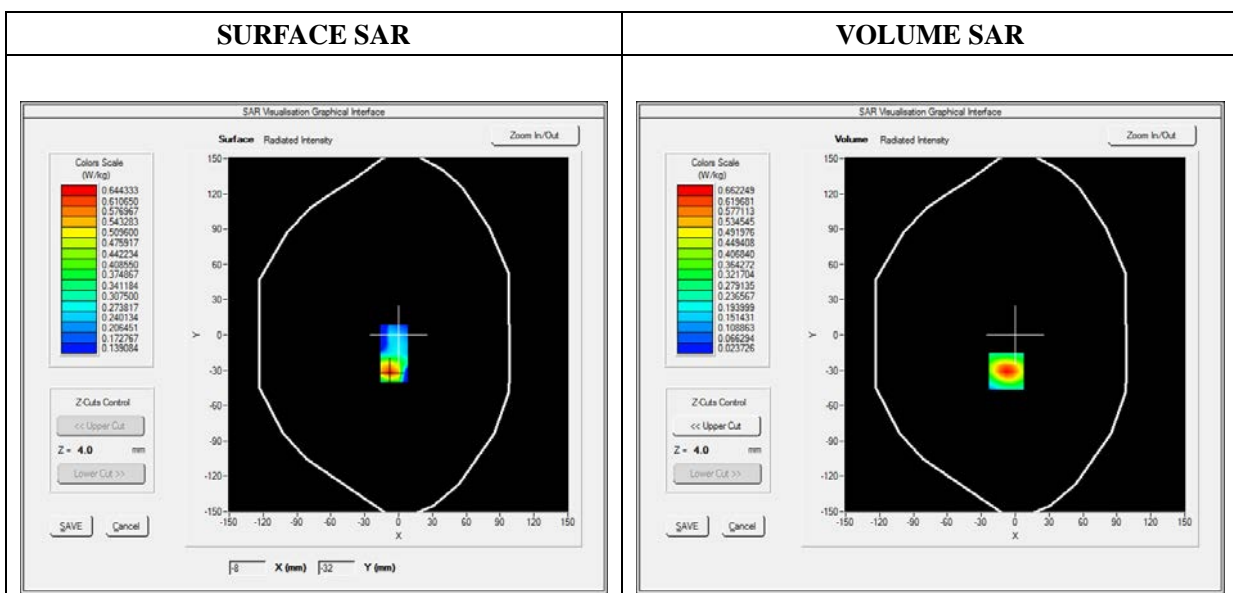 SURFACE SAR
VOLUME SAR
SAR Visualisation Graphical Interface
Surface Radiated Intensity
Zoom In/Out
Colors Scale
(W/kg)
0.644333
0.610650
0.576967
0.543283
0.509600
0.475917
0.442234
0.408550
0.374867
0.341184
0.307500
0.273817
0.240134
0.206451
0.172767
0.139084
Z-Cuts Control
<< Upper Cut
Z = 4.0 mm
Lower Cut >>
SAVE Cancel
150
120
90
60
30
0
-30
-60
-90
-120
-150
Y
-150 -120 -90 -60 -30 0 30 60 90 120 150
X
-8 X (mm) -32 Y (mm)
SAR Visualisation Graphical Interface
Volume Radiated Intensity
Zoom In/Out
Colors Scale
(W/kg)
0.662249
0.619681
0.577113
0.534545
0.491976
0.449408
0.406840
0.364272
0.321704
0.279135
0.236567
0.193999
0.151431
0.108863
0.066294
0.023726
Z-Cuts Control
<< Upper Cut
Z = 4.0 mm
Lower Cut >>
SAVE Cancel
150
120
90
60
30
0
-30
-60
-90
-120
-150
Y
-150 -120 -90 -60 -30 0 30 60 90 120 150
X